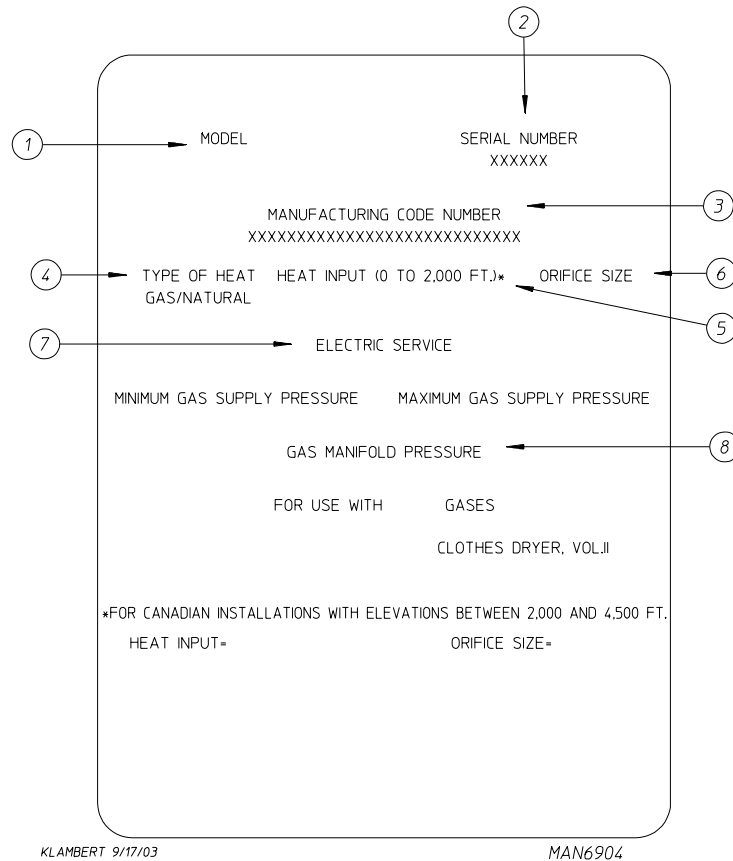 2
1
MODEL
SERIAL NUMBER
XXXXXX
3
MANUFACTURING CODE NUMBER
XXXXXXXXXXXXXXXXXXXXXXXXXXXX
4
TYPE OF HEAT HEAT INPUT (0 TO 2,000 FT.)* ORIFICE SIZE
6
GAS/NATURAL
5
7
ELECTRIC SERVICE
MINIMUM GAS SUPPLY PRESSURE MAXIMUM GAS SUPPLY PRESSURE
GAS MANIFOLD PRESSURE
8
FOR USE WITH GASES
CLOTHES DRYER, VOL.II
*FOR CANADIAN INSTALLATIONS WITH ELEVATIONS BETWEEN 2,000 AND 4,500 FT.
HEAT INPUT= ORIFICE SIZE=
KLAMBERT 9/17/03 MAN6904